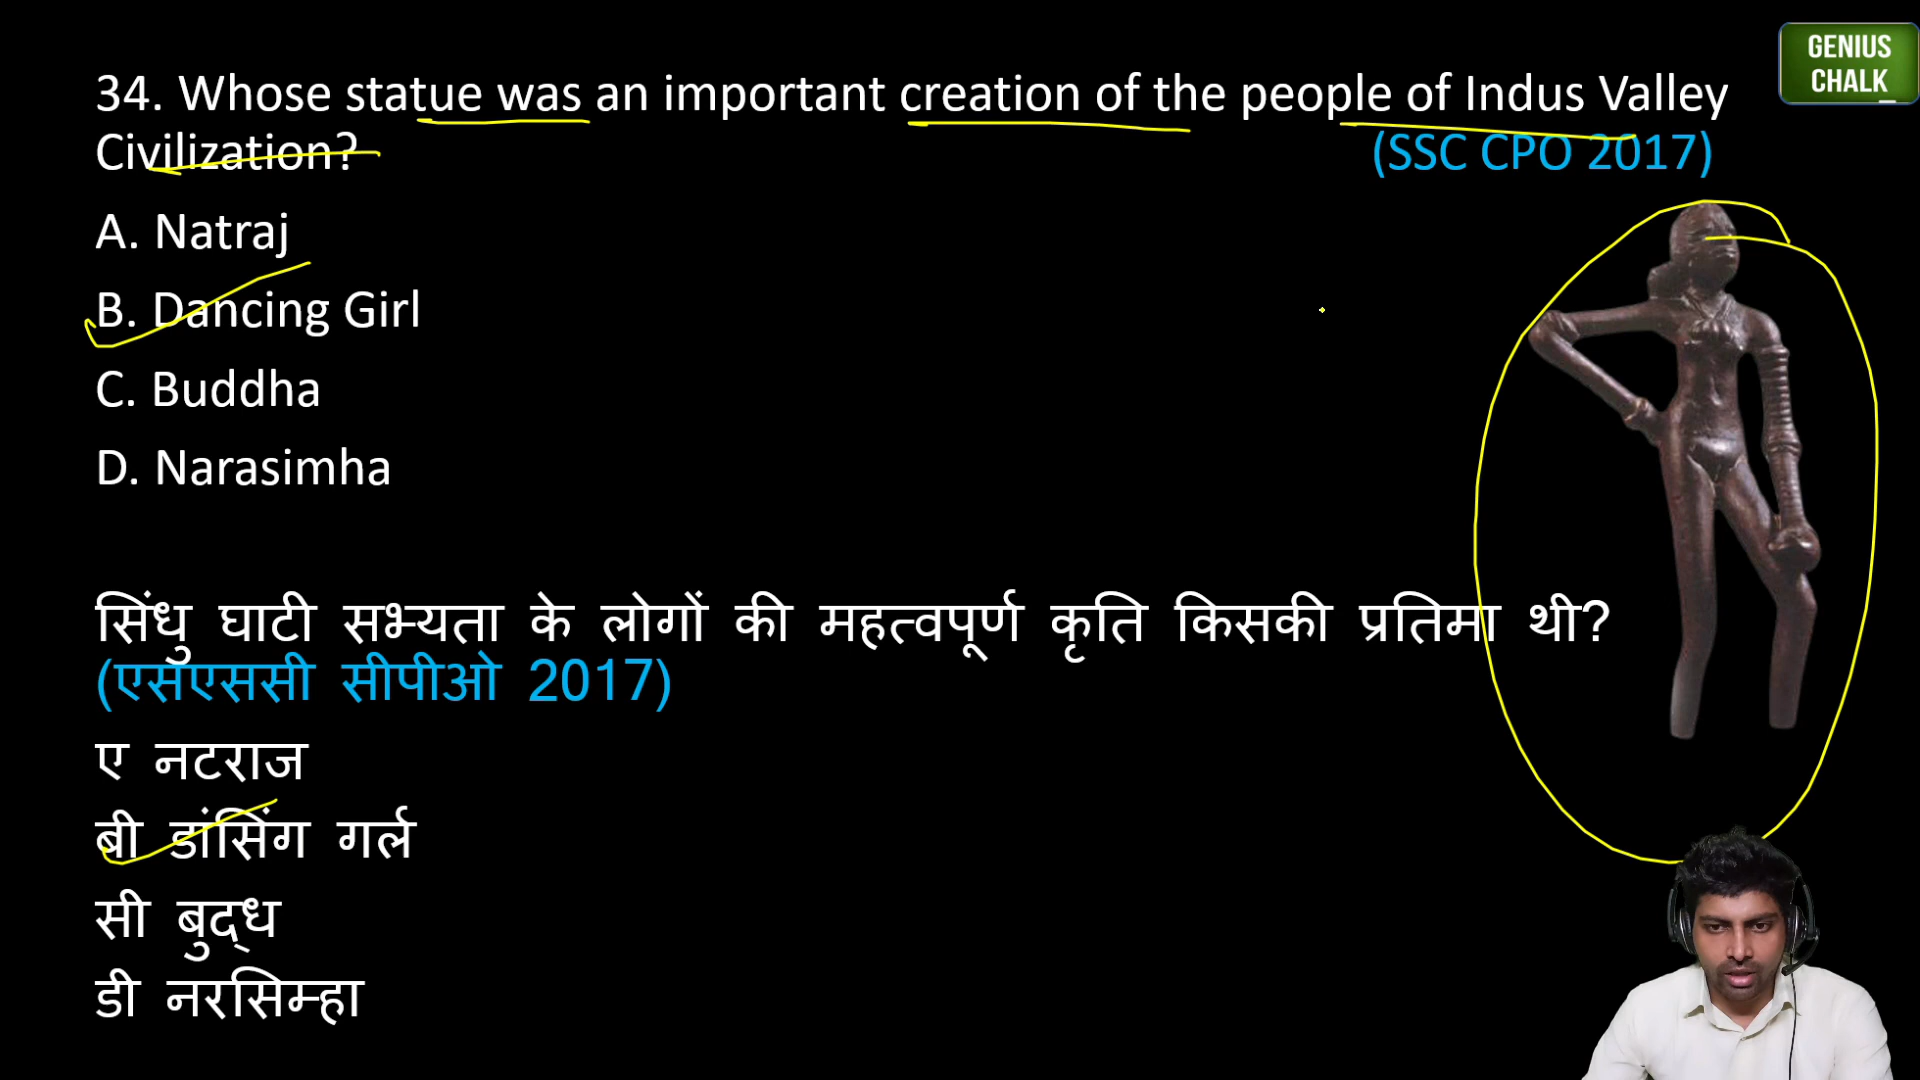 GENIUS
CHALK
34. Whose statue was an important creation of the people of Indus Valley
Civilization? (SSC CPO 2017)
A. Natraj
B. Dancing Girl
C. Buddha
D. Narasimha
सिंधु घाटी सभ्यता के लोगों की महत्वपूर्ण कृति किसकी प्रतिमा थी?
(एसएससी सीपीओ 2017)
ए नटराज
बी डांसिंग गर्ल
सी बुद्ध
डी नरसिम्हा